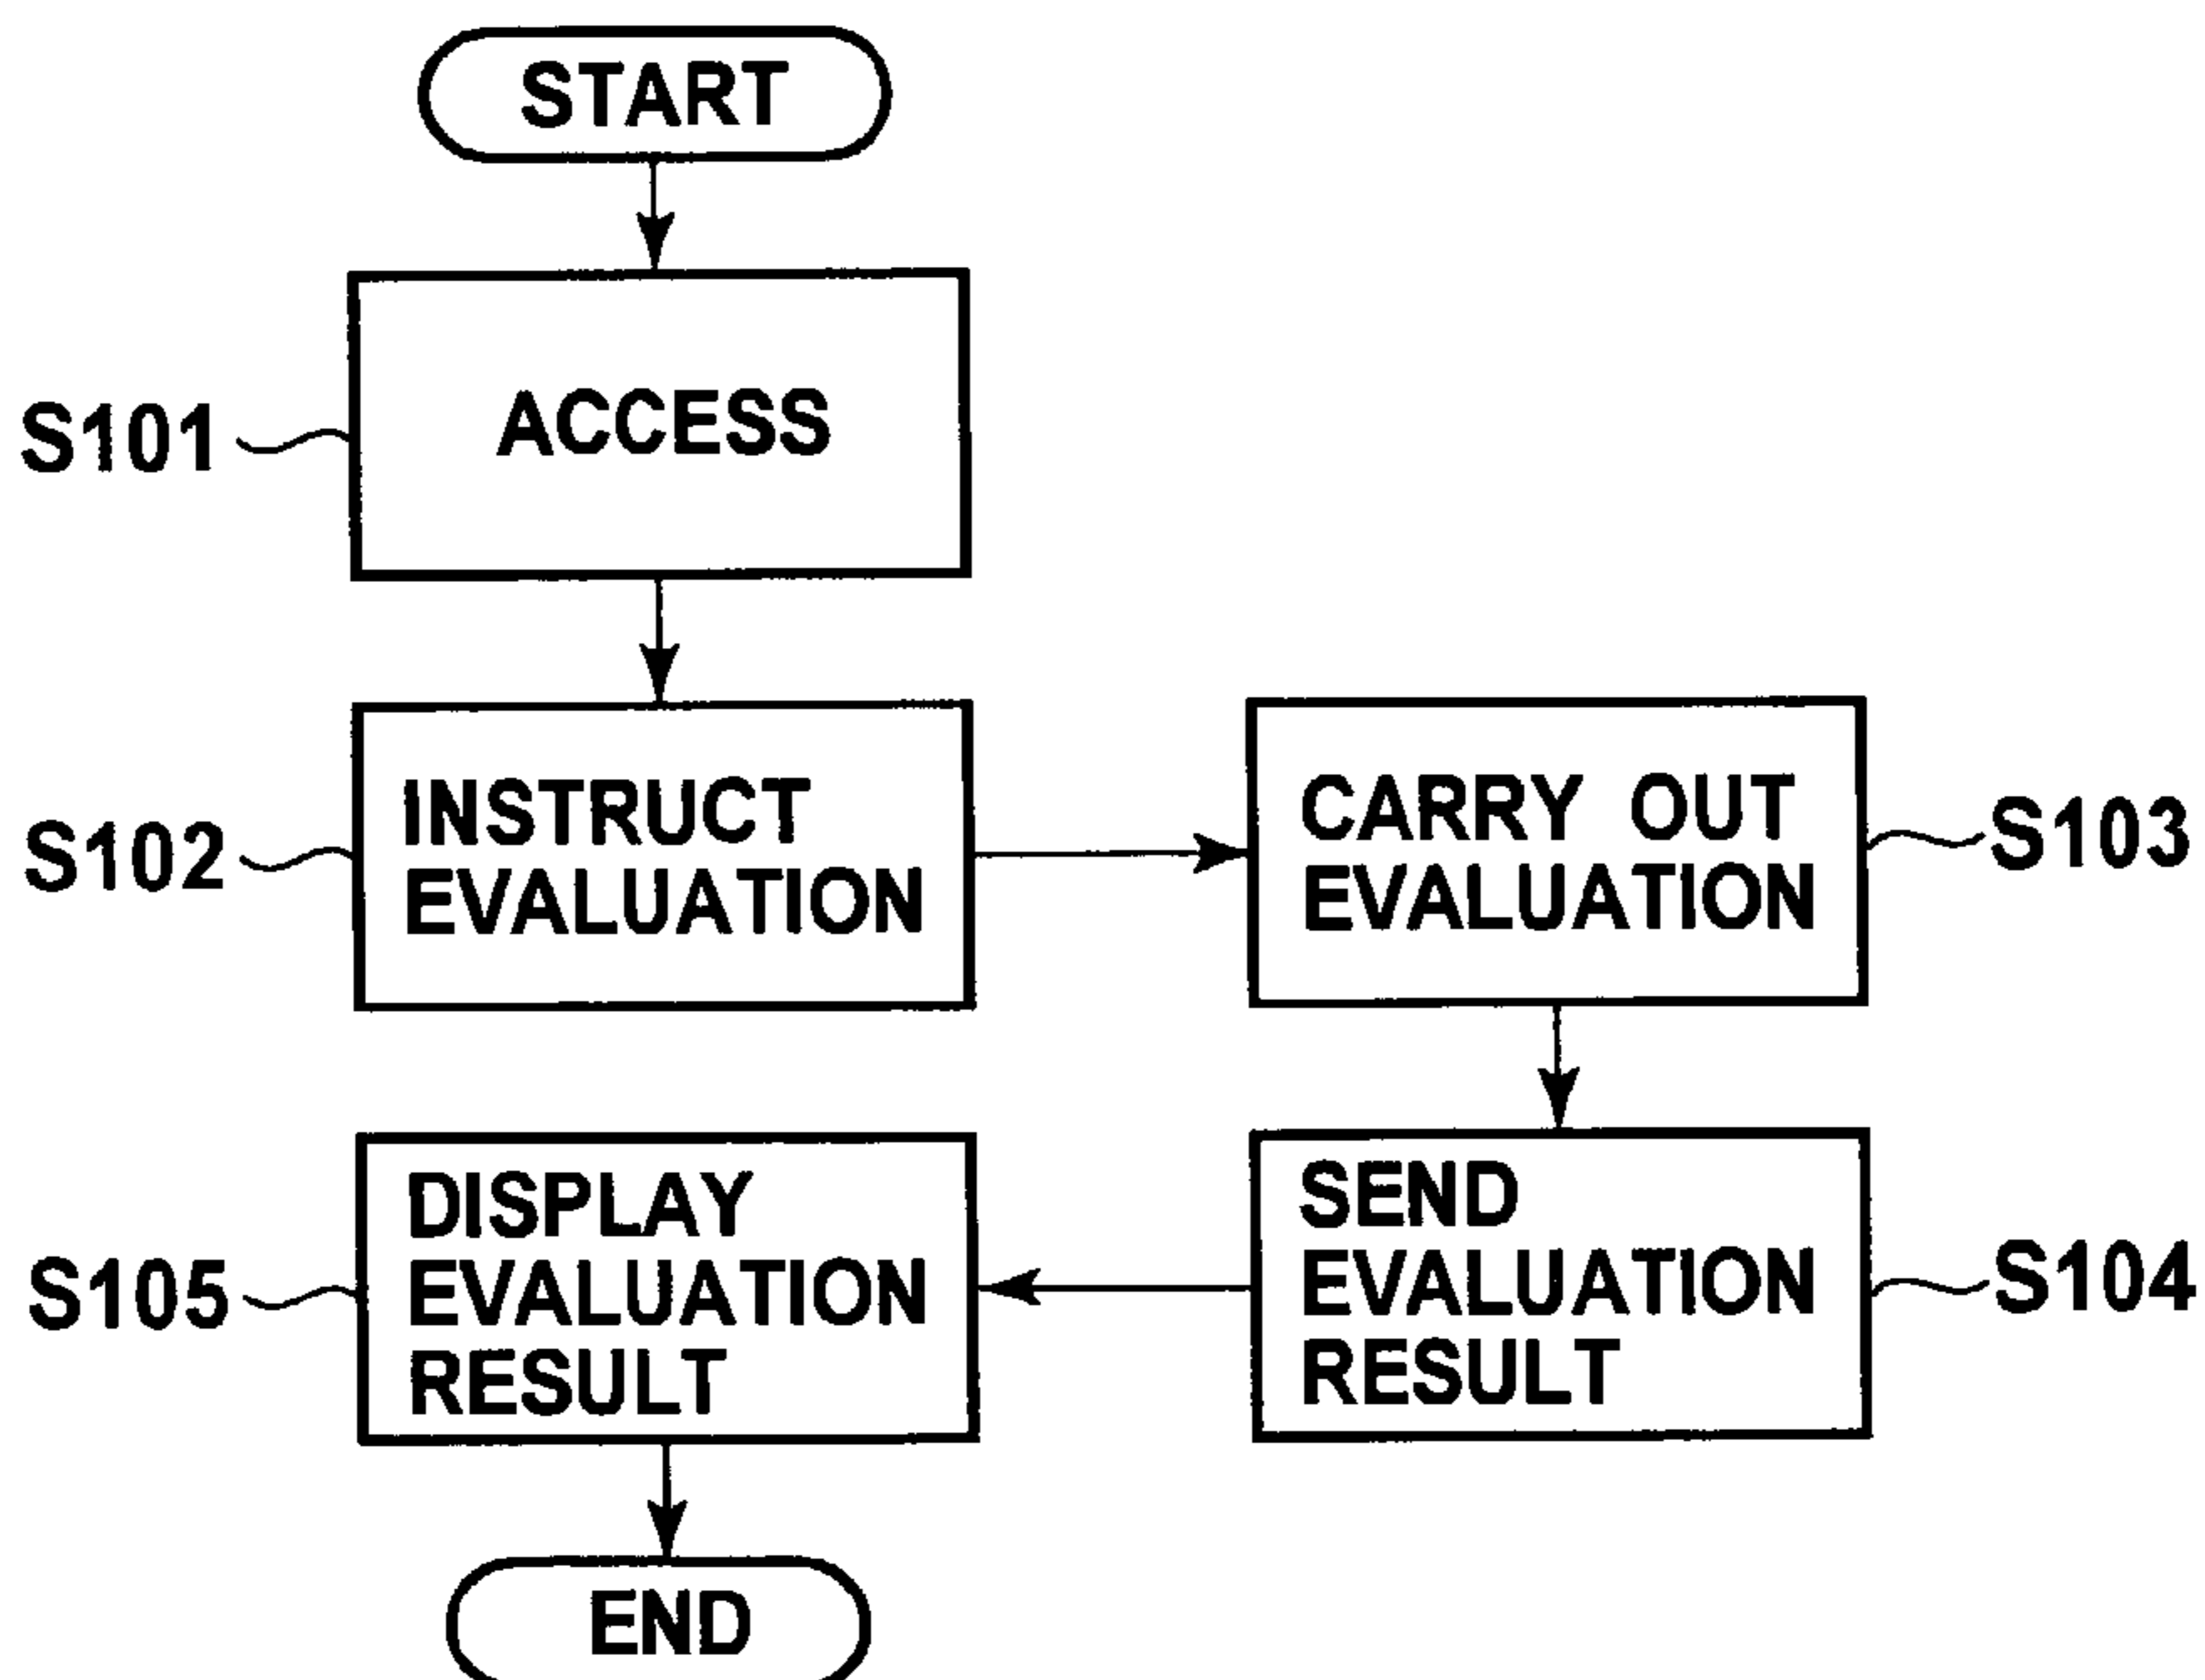 START
S101
ACCESS
S102
INSTRUCT
EVALUATION
CARRY OUT
EVALUATION
S103
S105
DISPLAY
EVALUATION
RESULT
SEND
EVALUATION
RESULT
S104
END